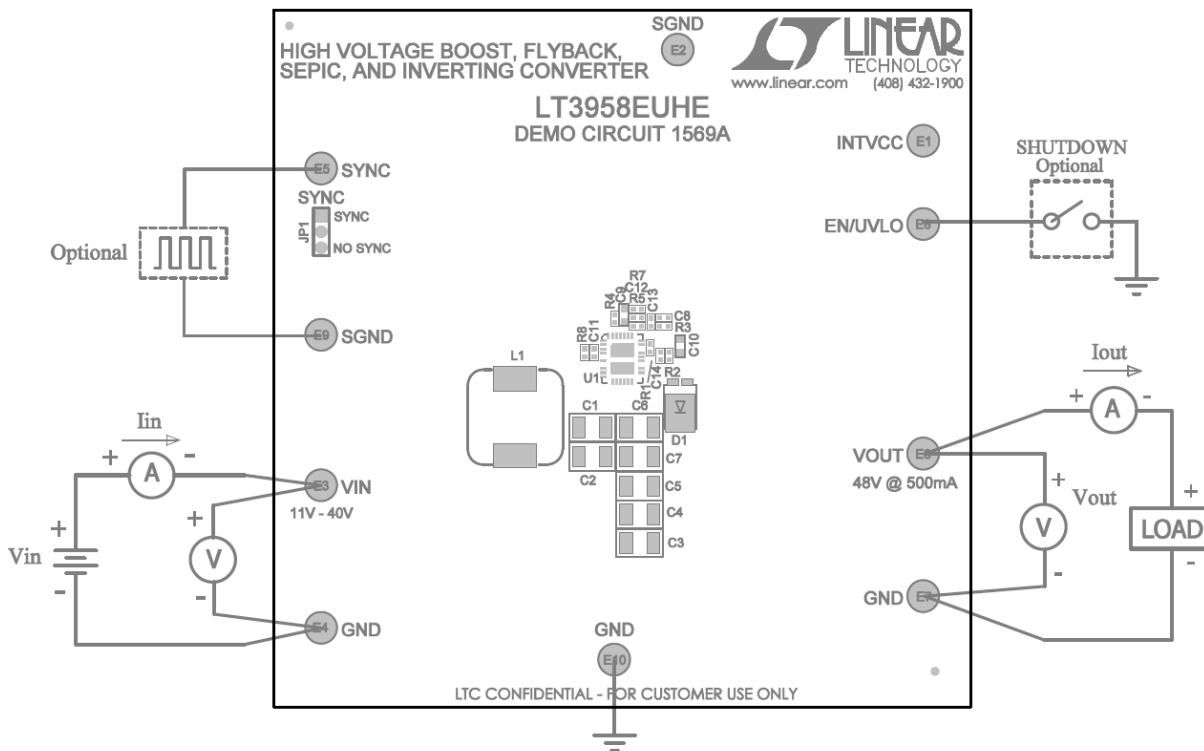 SGND
E2
HIGH VOLTAGE BOOST, FLYBACK,
SEPIC, AND INVERTING CONVERTER
LINEAR
TECHNOLOGY
www.linear.com (408) 432-1900
LT3958EUHE
DEMO CIRCUIT 1569A
INTVCC E1
SHUTDOWN
Optional
E5 SYNC
SYNC
JP1
SYNC
NO SYNC
Optional
EN/UVLO E6
E9 SGND
R7
C12
R5
R4
C9
C13
C8
R3
C10
R8
C11
U1
R1
C14
R2
L1
D1
C1
C6
C2
C7
C5
C4
C3
Iin
+ A -
E3 VIN
11V - 40V
Vin
+
-
+
V
-
E4 GND
Iout
+ A -
VOUT
48V @ 500mA
+
V
-
Vout
+
LOAD
-
GND E7
GND
E10
LTC CONFIDENTIAL - FOR CUSTOMER USE ONLY